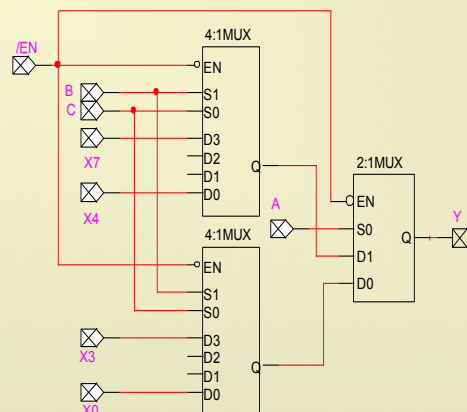 4:1MUX
/EN
EN
B
S1
C
S0
D3
X7
D2
D1
Q
X4
D0
2:1MUX
EN
A
S0
Y
Q
D1
D0
4:1MUX
EN
S1
S0
D3
X3
D2
D1
Q
D0
X0